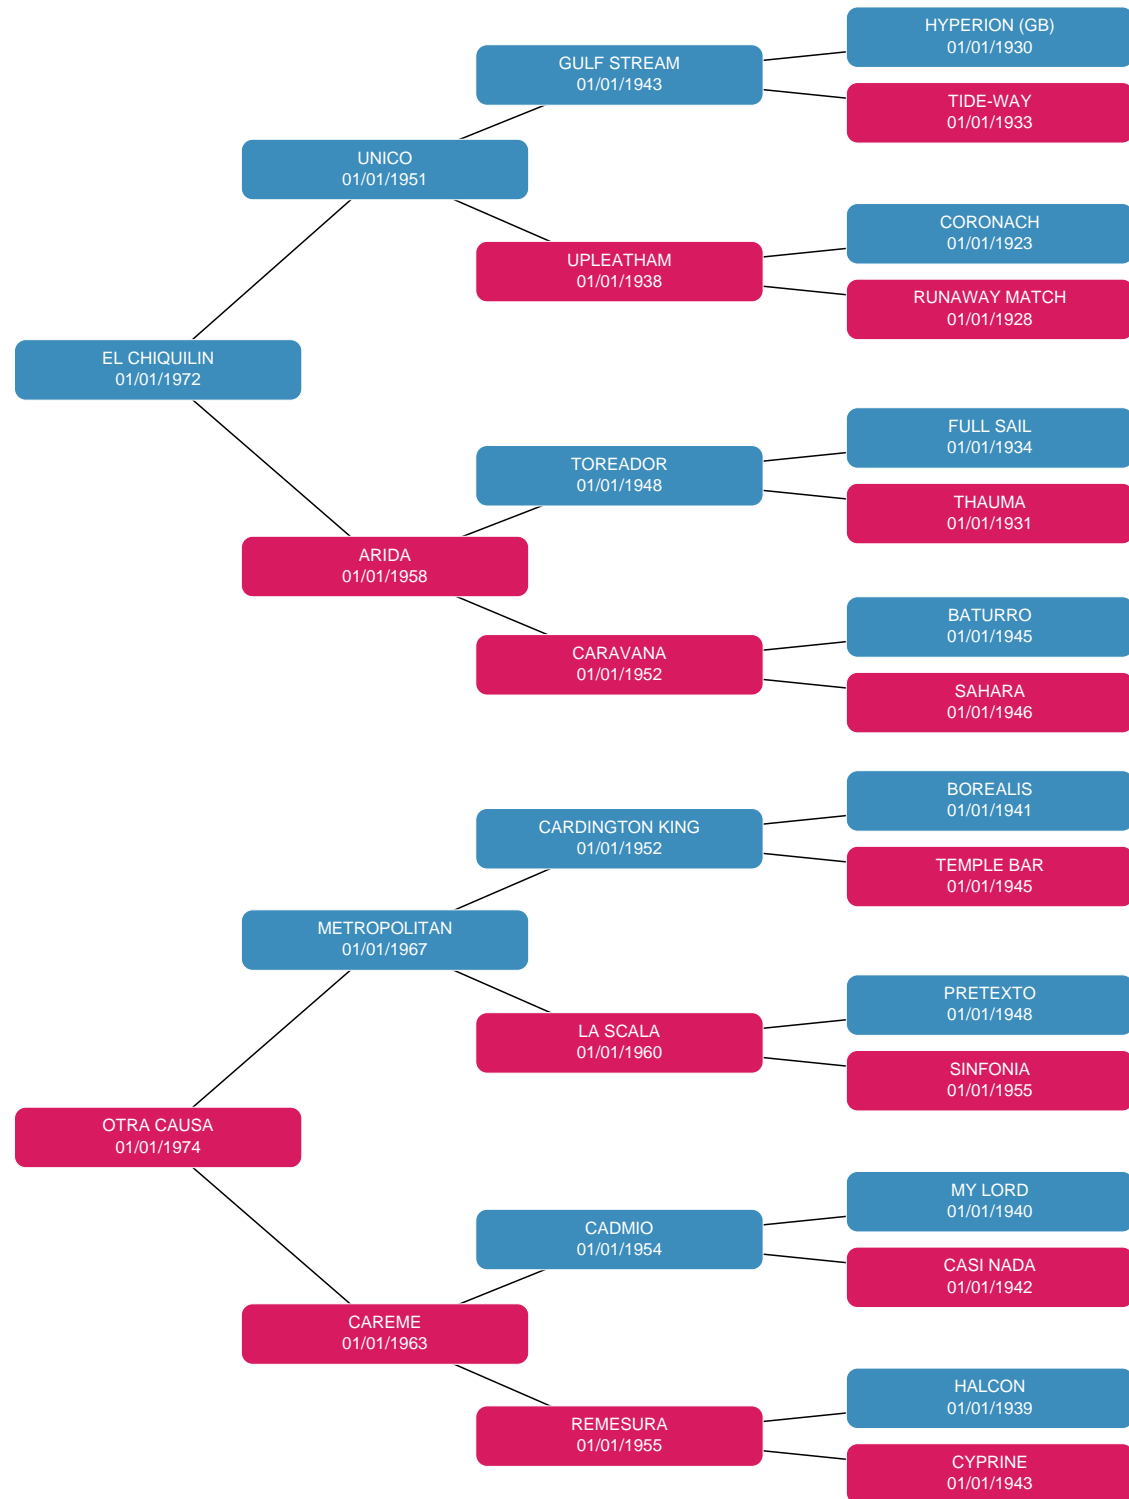 HYPERION (GB)
01/01/1930
GULF STREAM
01/01/1943
TIDE-WAY
01/01/1933
UNICO
01/01/1951
CORONACH
01/01/1923
UPLEATHAM
01/01/1938
RUNAWAY MATCH
01/01/1928
EL CHIQUILIN
01/01/1972
FULL SAIL
01/01/1934
TOREADOR
01/01/1948
THAUMA
01/01/1931
ARIDA
01/01/1958
BATURRO
01/01/1945
CARAVANA
01/01/1952
SAHARA
01/01/1946
BOREALIS
01/01/1941
CARDINGTON KING
01/01/1952
TEMPLE BAR
01/01/1945
METROPOLITAN
01/01/1967
PRETEXTO
01/01/1948
LA SCALA
01/01/1960
SINFONIA
01/01/1955
OTRA CAUSA
01/01/1974
MY LORD
01/01/1940
CADMIO
01/01/1954
CASI NADA
01/01/1942
CAREME
01/01/1963
HALCON
01/01/1939
REMESURA
01/01/1955
CYPRINE
01/01/1943